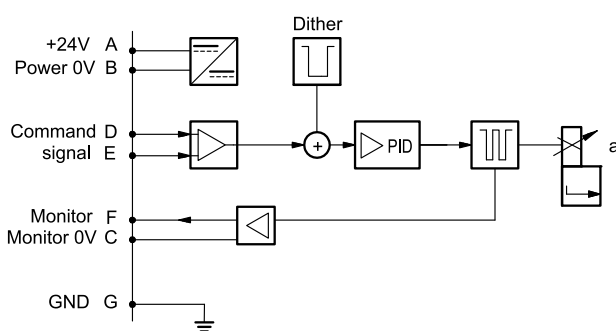 Dither
+24V A
Power 0V B
Command D
signal E
+
PID
a
Monitor F
Monitor 0V C
GND G